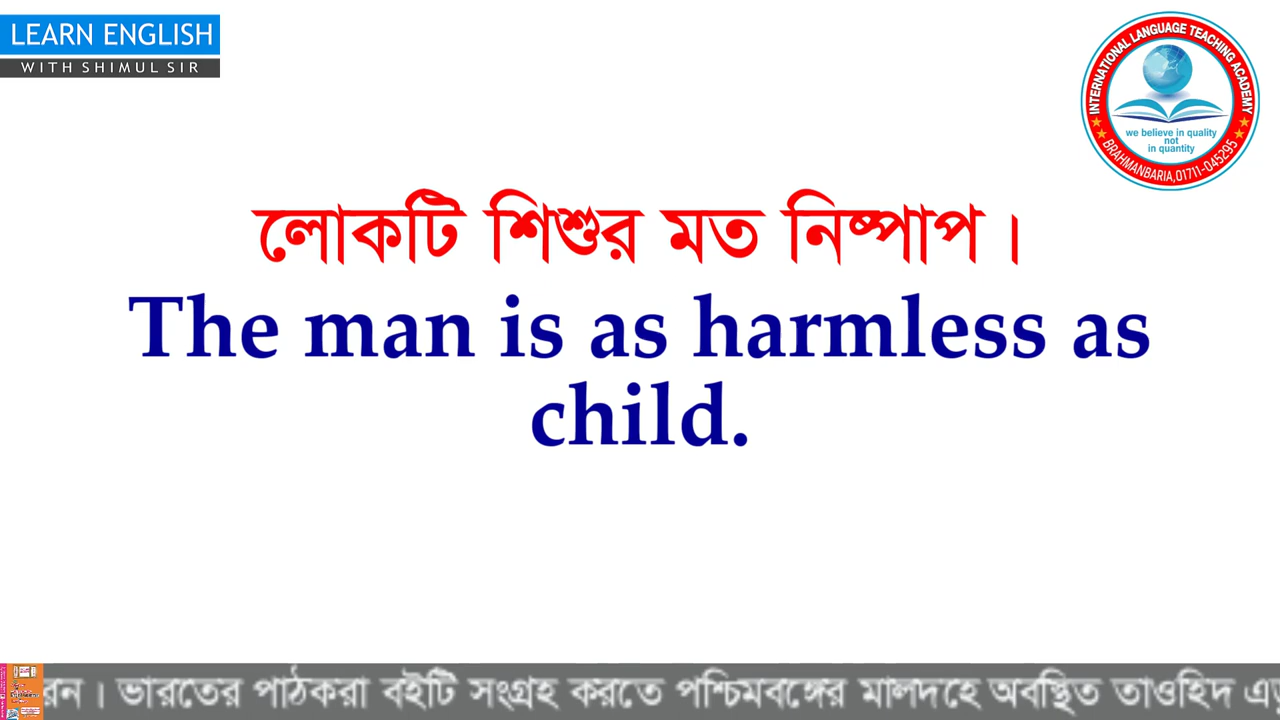 LEARN ENGLISH
WITH SHIMUL SIR
INTERNATIONAL LANGUAGE TEACHING ACADEMY
we believe in quality
not
in quantity
BRAHMANBARIA,01711-045295
লোকটি শিশুর মত নিষ্পাপ।
The man is as harmless as
child.
রন। ভারতের পাঠকরা বইটি সংগ্রহ করতে পশ্চিমবঙ্গের মালদহে অবস্থিত তাওহিদ